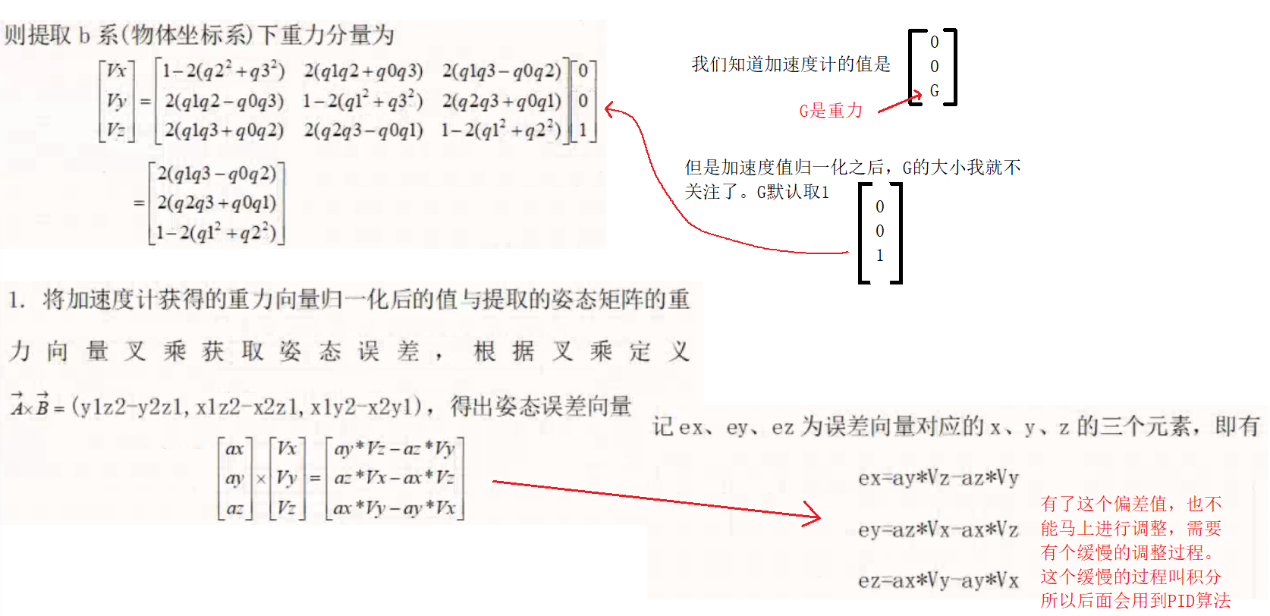 则提取 b 系(物体坐标系)下重力分量为
[Vx] [1-2(q2²+q3²) 2(q1q2+q0q3) 2(q1q3-q0q2)] [0]
[Vy] = [2(q1q2-q0q3) 1-2(q1²+q3²) 2(q2q3+q0q1)] [0]
[Vz] [2(q1q3+q0q2) 2(q2q3-q0q1) 1-2(q1²+q2²)] [1]
[2(q1q3-q0q2)]
= [2(q2q3+q0q1)]
[1-2(q1²+q2²)]
我们知道加速度计的值是
[0]
[0]
[G]
G是重力
但是加速度值归一化之后，G的大小我就不
关注了。G默认取1
[0]
[0]
[1]
1. 将加速度计获得的重力向量归一化后的值与提取的姿态矩阵的重
力向量叉乘获取姿态误差，根据叉乘定义
A×B=(y1z2-y2z1,x1z2-x2z1,x1y2-x2y1)，得出姿态误差向量
[ax] [Vx] [ay*Vz-az*Vy]
[ay] × [Vy] = [az*Vx-ax*Vz]
[az] [Vz] [ax*Vy-ay*Vx]
记 ex、ey、ez 为误差向量对应的 x、y、z 的三个元素，即有
ex=ay*Vz-az*Vy
ey=az*Vx-ax*Vz
ez=ax*Vy-ay*Vx
有了这个偏差值，也不
能马上进行调整，需要
有个缓慢的调整过程。
这个缓慢的过程叫积分
所以后面会用到PID算法